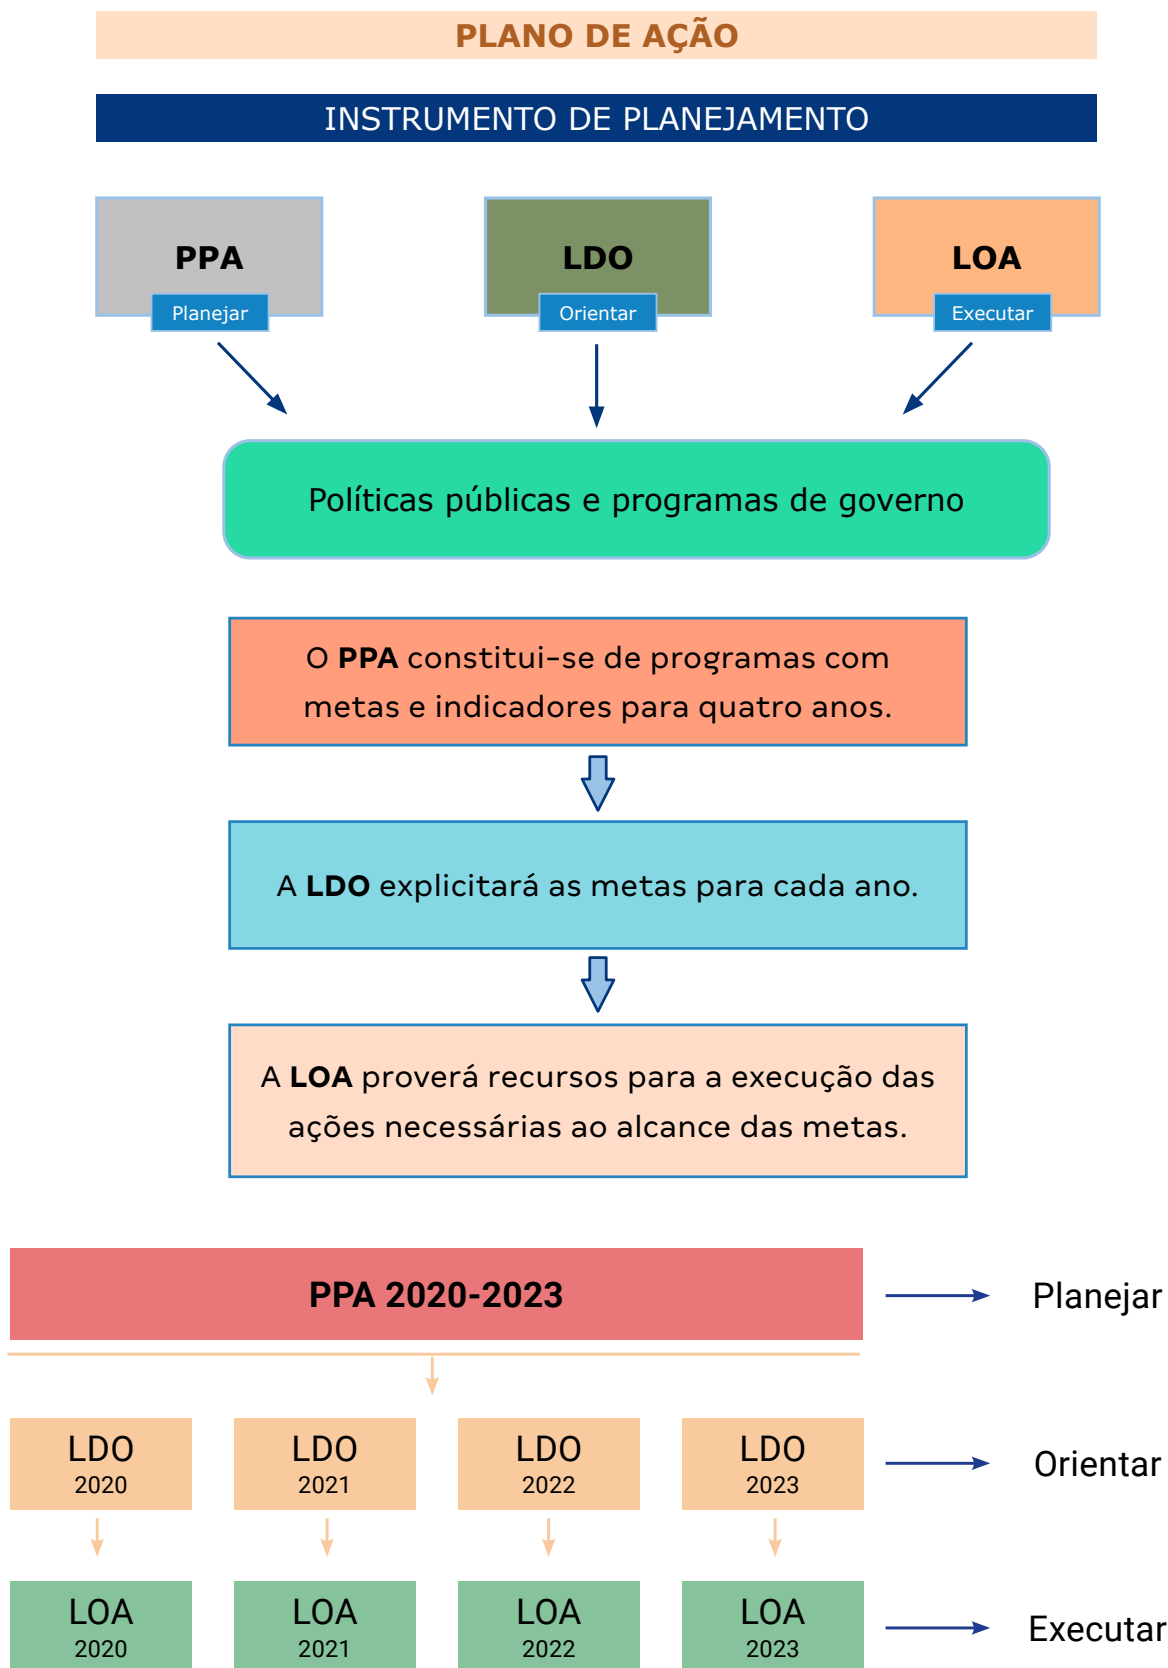 PLANO DE AÇÃO
INSTRUMENTO DE PLANEJAMENTO
PPA
Planejar
LDO
Orientar
LOA
Executar
Políticas públicas e programas de governo
O PPA constitui-se de programas com
metas e indicadores para quatro anos.
A LDO explicitará as metas para cada ano.
A LOA proverá recursos para a execução das
ações necessárias ao alcance das metas.
PPA 2020-2023
Planejar
LDO
2020
LDO
2021
LDO
2022
LDO
2023
Orientar
LOA
2020
LOA
2021
LOA
2022
LOA
2023
Executar